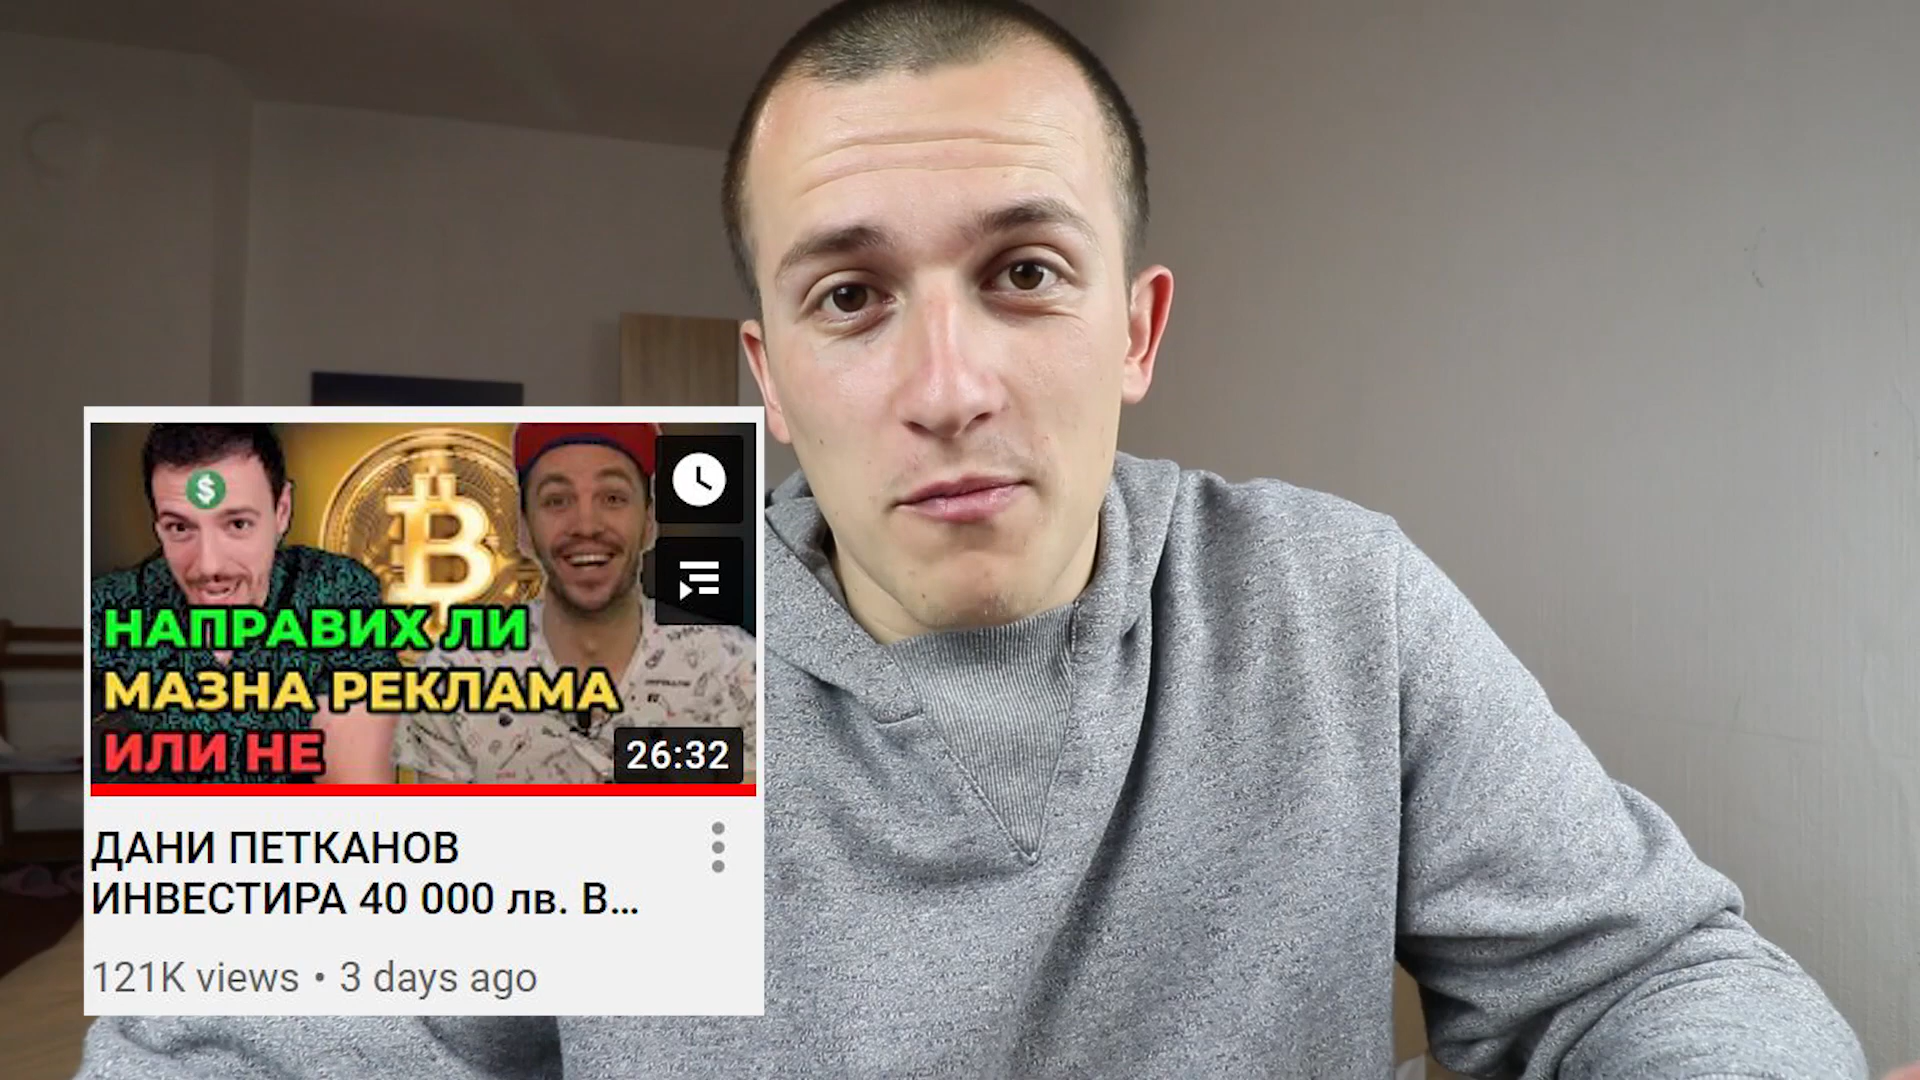 $
НАПРАВИХ ЛИ
МАЗНА РЕКЛАМА
ИЛИ НЕ
26:32
ДАНИ ПЕТКАНОВ
ИНВЕСТИРА 40 000 лв. В...
121K views • 3 days ago